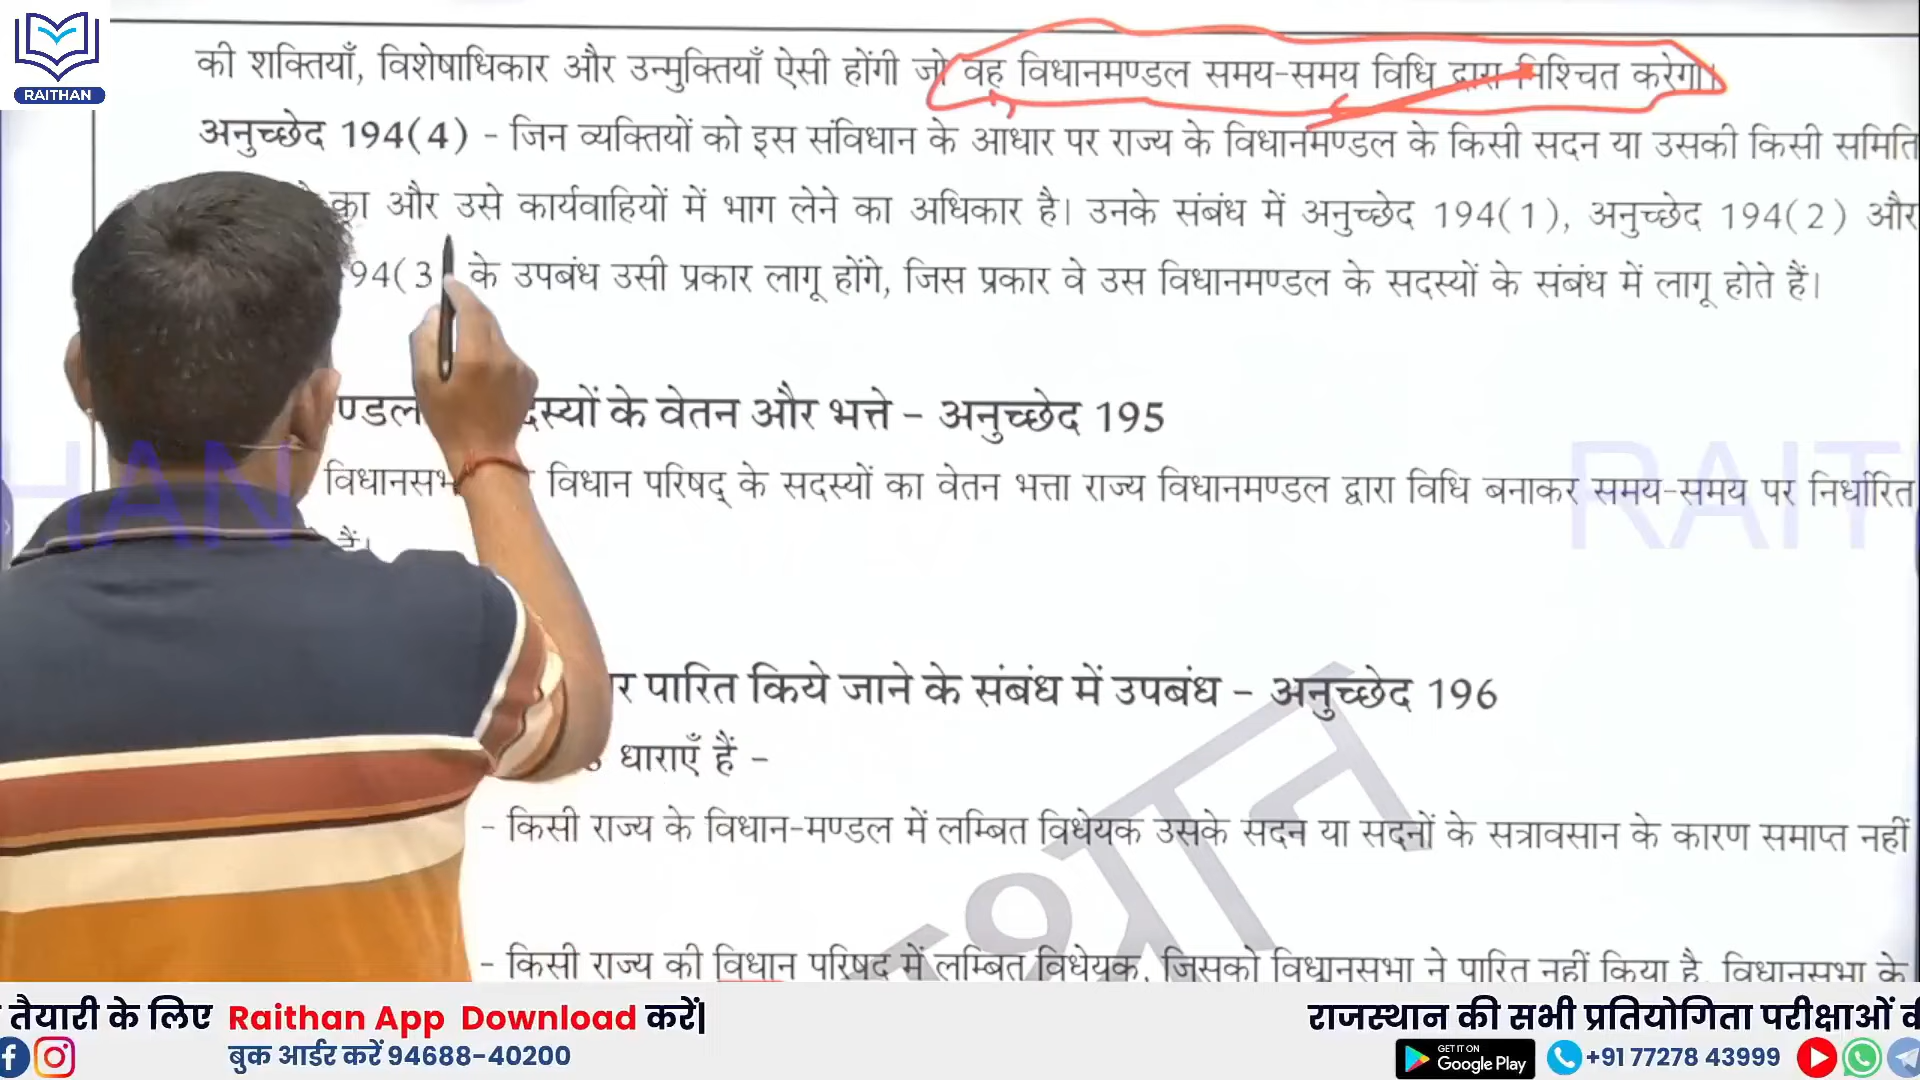 RAITHAN
की शक्तियाँ, विशेषाधिकार और उन्मुक्तियाँ ऐसी होंगी जो वह विधानमण्डल समय-समय विधि द्वारा निश्चित करेगा।
अनुच्छेद 194(4) - जिन व्यक्तियों को इस संविधान के आधार पर राज्य के विधानमण्डल के किसी सदन या उसकी किसी समिति
का और उसे कार्यवाहियों में भाग लेने का अधिकार है। उनके संबंध में अनुच्छेद 194(1), अनुच्छेद 194(2) और
94(3 के उपबंध उसी प्रकार लागू होंगे, जिस प्रकार वे उस विधानमण्डल के सदस्यों के संबंध में लागू होते हैं।
ण्डल दस्यों के वेतन और भत्ते - अनुच्छेद 195
विधानसभ विधान परिषद् के सदस्यों का वेतन भत्ता राज्य विधानमण्डल द्वारा विधि बनाकर समय-समय पर निर्धारित
हैं।
HAN
RAIT
र पारित किये जाने के संबंध में उपबंध - अनुच्छेद 196
धाराएँ हैं -
- किसी राज्य के विधान-मण्डल में लम्बित विधेयक उसके सदन या सदनों के सत्रावसान के कारण समाप्त नहीं
- किसी राज्य की विधान परिषद् में लम्बित विधेयक, जिसको विधानसभा ने पारित नहीं किया है, विधानसभा के
तैयारी के लिए Raithan App Download करें|
राजस्थान की सभी प्रतियोगिता परीक्षाओं की
बुक आर्डर करें 94688-40200
GET IT ON
Google Play
+91 77278 43999